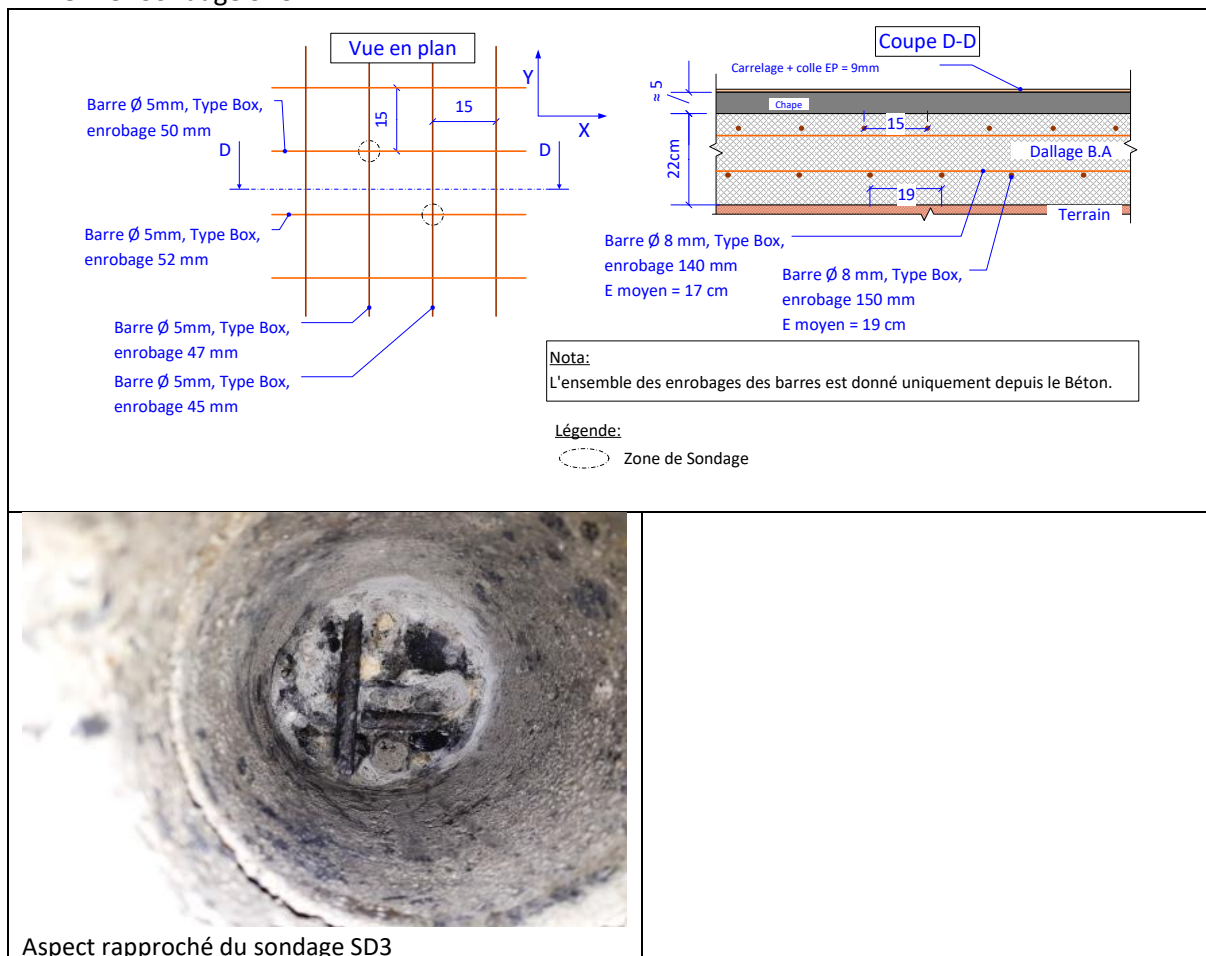 Vue en plan
Y
X
15
15
D
D
Barre Ø 5mm, Type Box,
enrobage 50 mm
Barre Ø 5mm, Type Box,
enrobage 52 mm
Barre Ø 5mm, Type Box,
enrobage 47 mm
Barre Ø 5mm, Type Box,
enrobage 45 mm
Coupe D-D
Carrelage + colle EP = 9mm
≈ 5
Chape
15
22cm
Dallage B.A
19
Terrain
Barre Ø 8 mm, Type Box,
enrobage 140 mm
E moyen = 17 cm
Barre Ø 8 mm, Type Box,
enrobage 150 mm
E moyen = 19 cm
Nota:
L'ensemble des enrobages des barres est donné uniquement depuis le Béton.
Légende:
Zone de Sondage
Aspect rapproché du sondage SD3